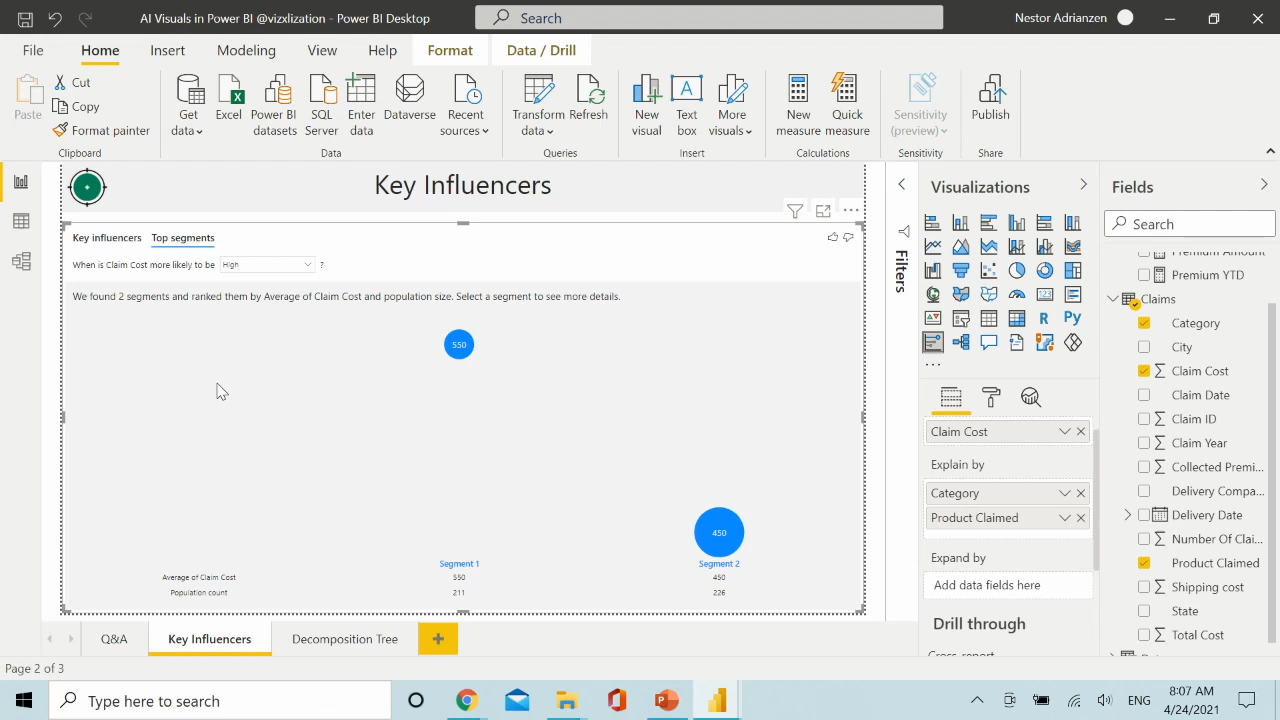 AI Visuals in Power BI @vizxlization - Power BI Desktop
Search
Nestor Adrianzen
File Home Insert Modeling View Help Format Data / Drill
Paste
Cut
Copy
Format painter
Get data
Excel
Power BI datasets
SQL Server
Enter data
Dataverse
Recent sources
Transform data
Refresh
New visual
Text box
More visuals
New measure
Quick measure
Sensitivity (preview)
Publish
Clipboard
Data
Queries
Insert
Calculations
Sensitivity
Share
Key Influencers
Key influencers Top segments
When is Claim Cost more likely to be High ?
We found 2 segments and ranked them by Average of Claim Cost and population size. Select a segment to see more details.
550
450
Segment 1 Segment 2
Average of Claim Cost 550 450
Population count 211 226
Filters
Visualizations
123
R Py
Claim Cost
Explain by
Category
Product Claimed
Expand by
Add data fields here
Drill through
Cross-report
Fields
Search
Premium Amount
Premium YTD
Claims
Category
City
Claim Cost
Claim Date
Claim ID
Claim Year
Collected Premi...
Delivery Compa...
Delivery Date
Number Of Clai...
Product Claimed
Shipping cost
State
Total Cost
Q&A Key Influencers Decomposition Tree
Page 2 of 3
Type here to search
ENG
8:07 AM
4/24/2021